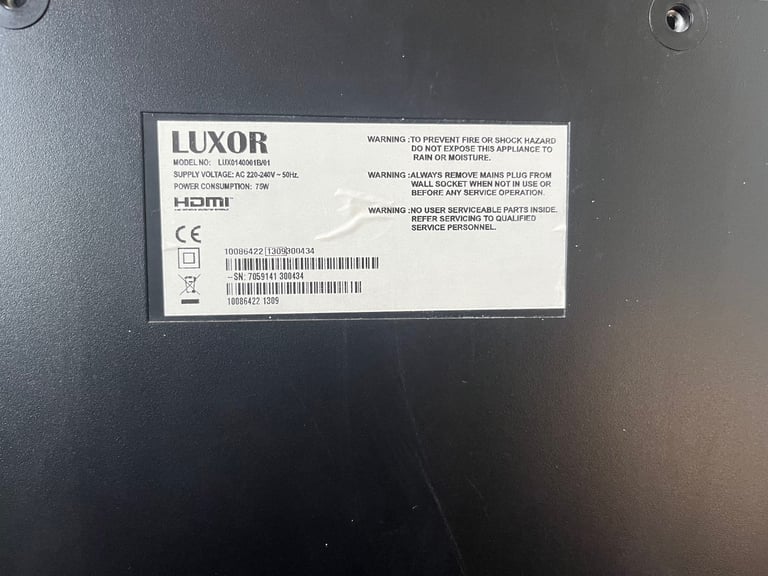 LUXOR
MODEL NO: LUX0140001B/01
SUPPLY VOLTAGE: AC 220-240V ~ 50Hz.
POWER CONSUMPTION: 75W
HDMI
CE
10086422 1309 300434
~SN: 7059141 300434
10086422 1309
WARNING :TO PREVENT FIRE OR SHOCK HAZARD
DO NOT EXPOSE THIS APPLIANCE TO
RAIN OR MOISTURE.
WARNING :ALWAYS REMOVE MAINS PLUG FROM
WALL SOCKET WHEN NOT IN USE OR
BEFORE ANY SERVICE OPERATION.
WARNING :NO USER SERVICEABLE PARTS INSIDE.
REFER SERVICING TO QUALIFIED
SERVICE PERSONNEL.